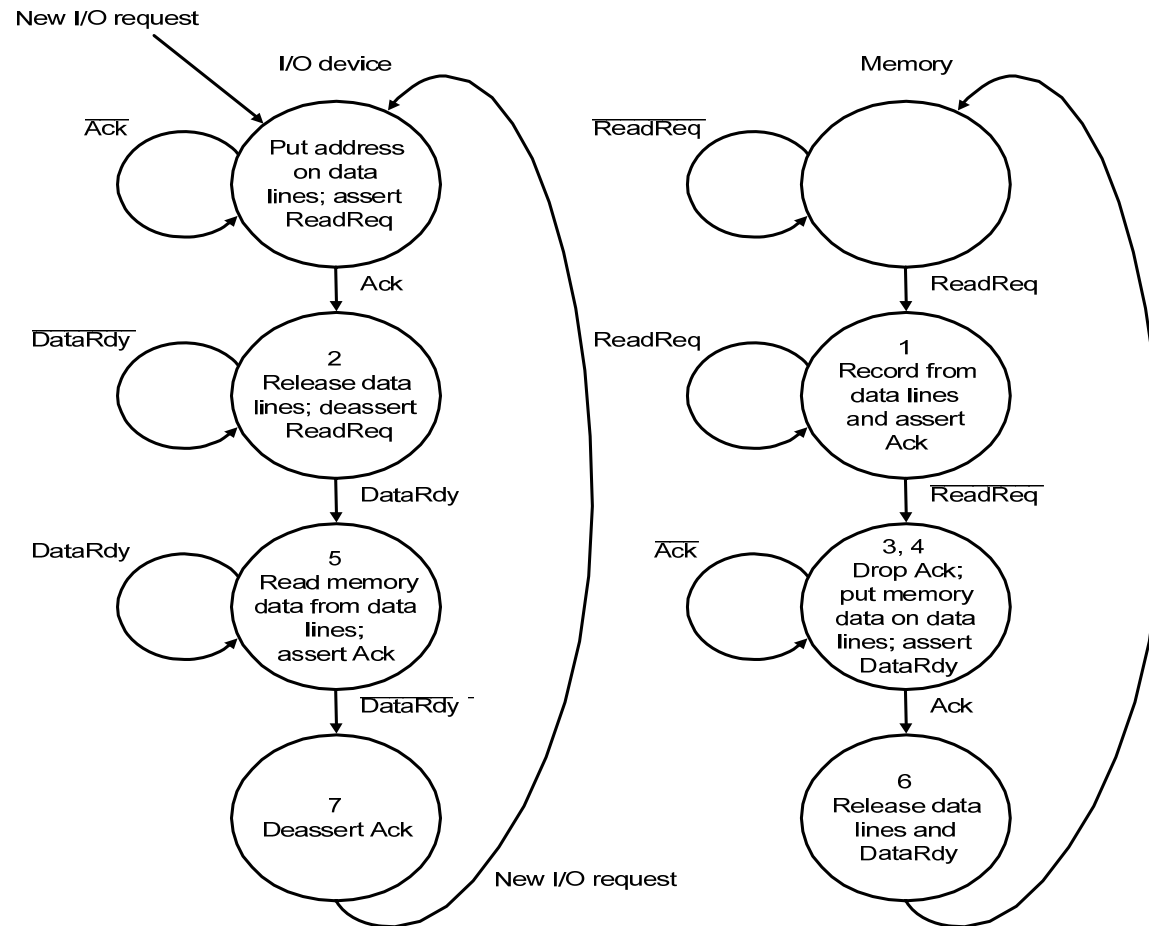 New I/O request
I/O device
Memory
Ack
Put address
on data
lines; assert
ReadReq
ReadReq
Ack
ReadReq
DataRdy
2
Release data
lines; deassert
ReadReq
ReadReq
1
Record from
data lines
and assert
Ack
DataRdy
ReadReq
DataRdy
5
Read memory
data from data
lines;
assert Ack
Ack
3, 4
Drop Ack;
put memory
data on data
lines; assert
DataRdy
DataRdy
Ack
7
Deassert Ack
6
Release data
lines and
DataRdy
New I/O request